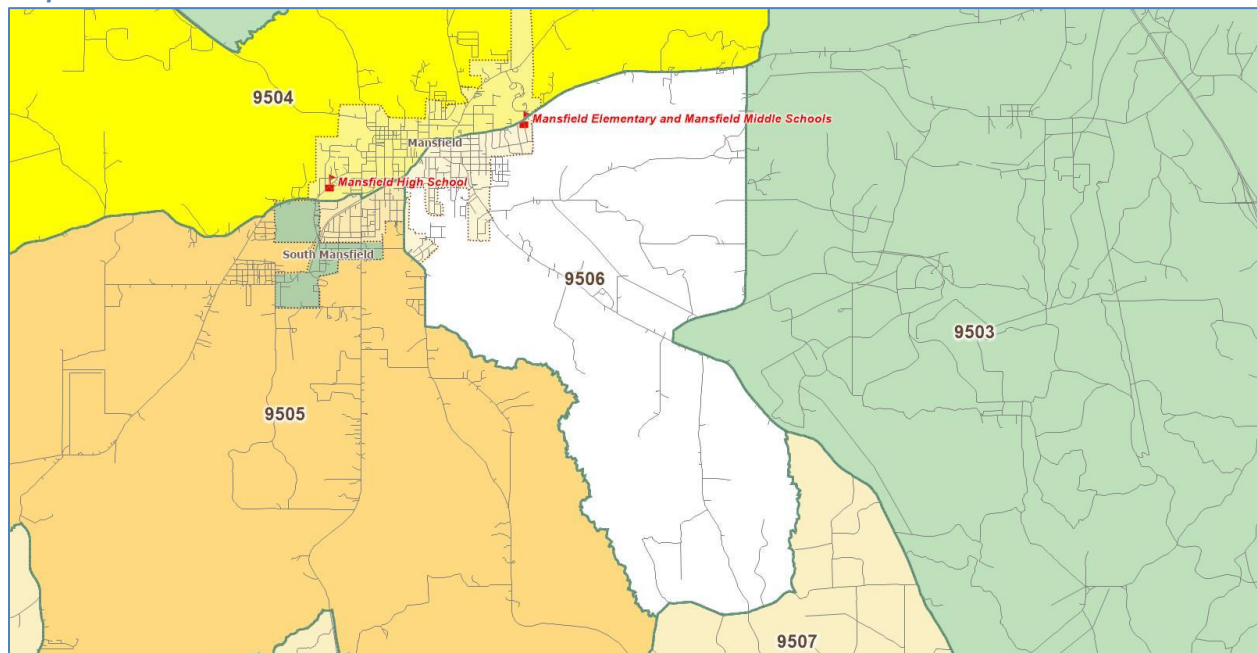 9504
Mansfield Elementary and Mansfield Middle Schools
Mansfield
Mansfield High School
South Mansfield
9506
9503
9505
9507